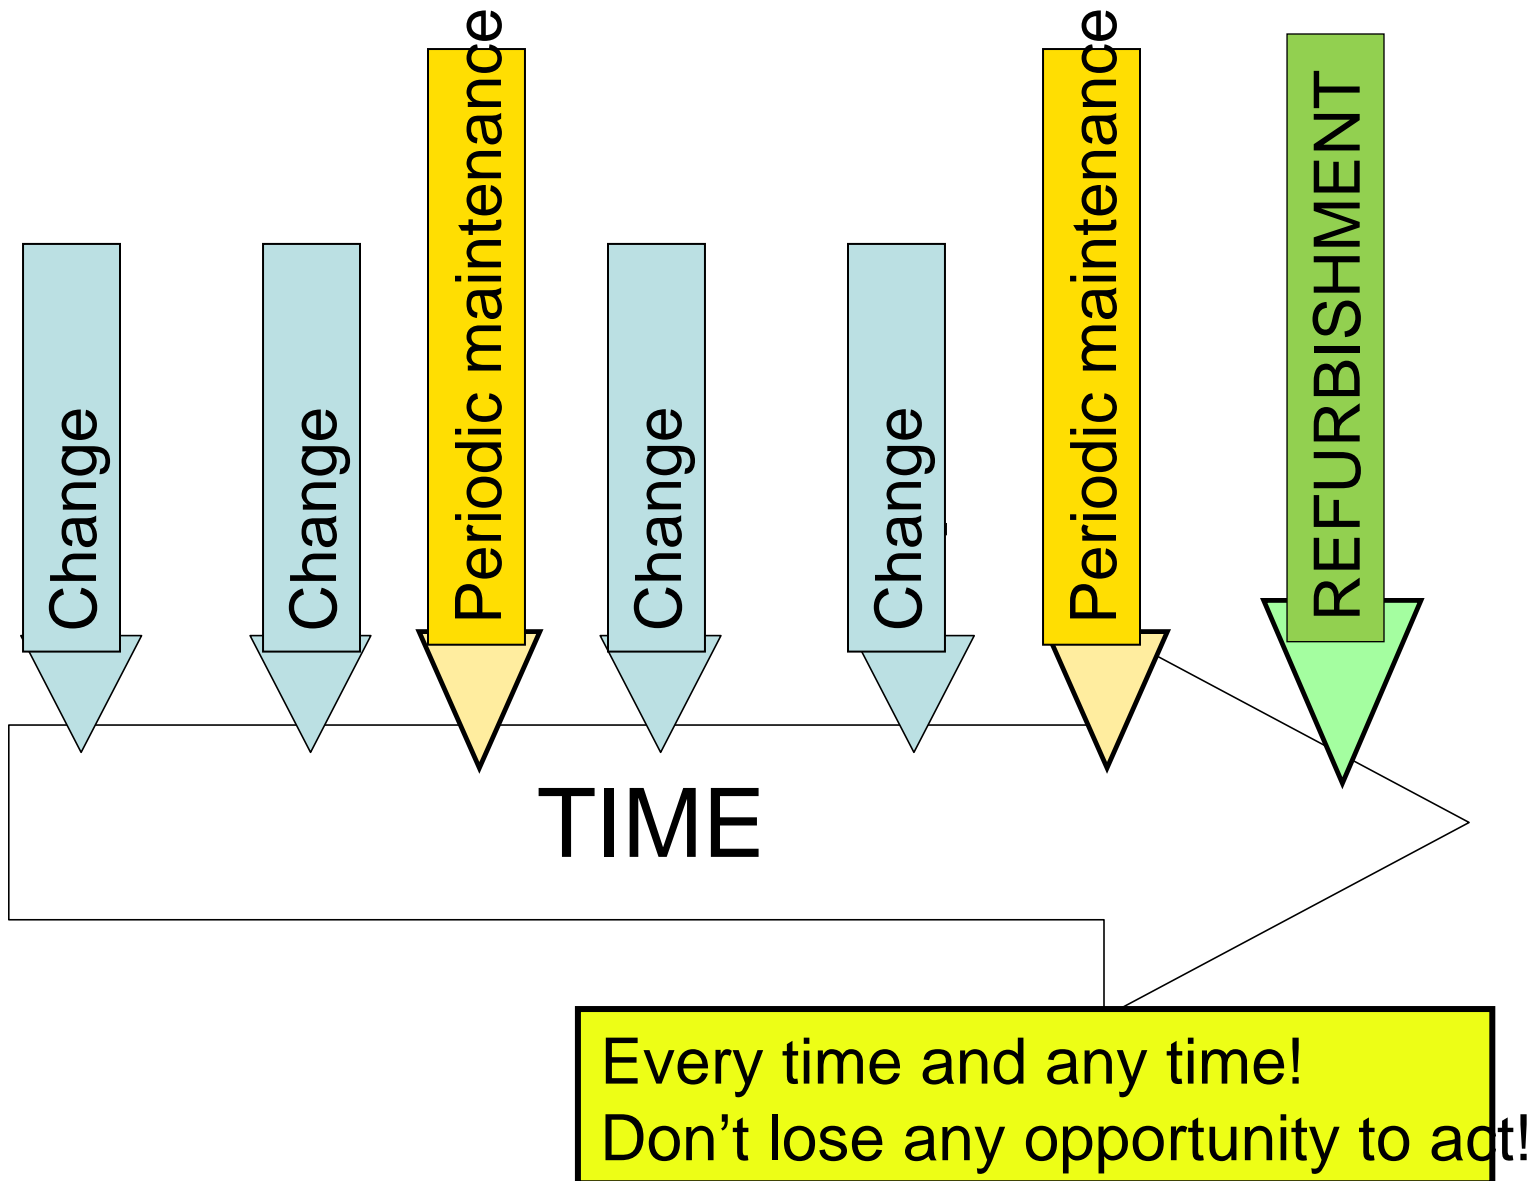 Change
Change
Periodic maintenance
Change
Change
Periodic maintenance
REFURBISHMENT
TIME
Every time and any time!
Don’t lose any opportunity to act!